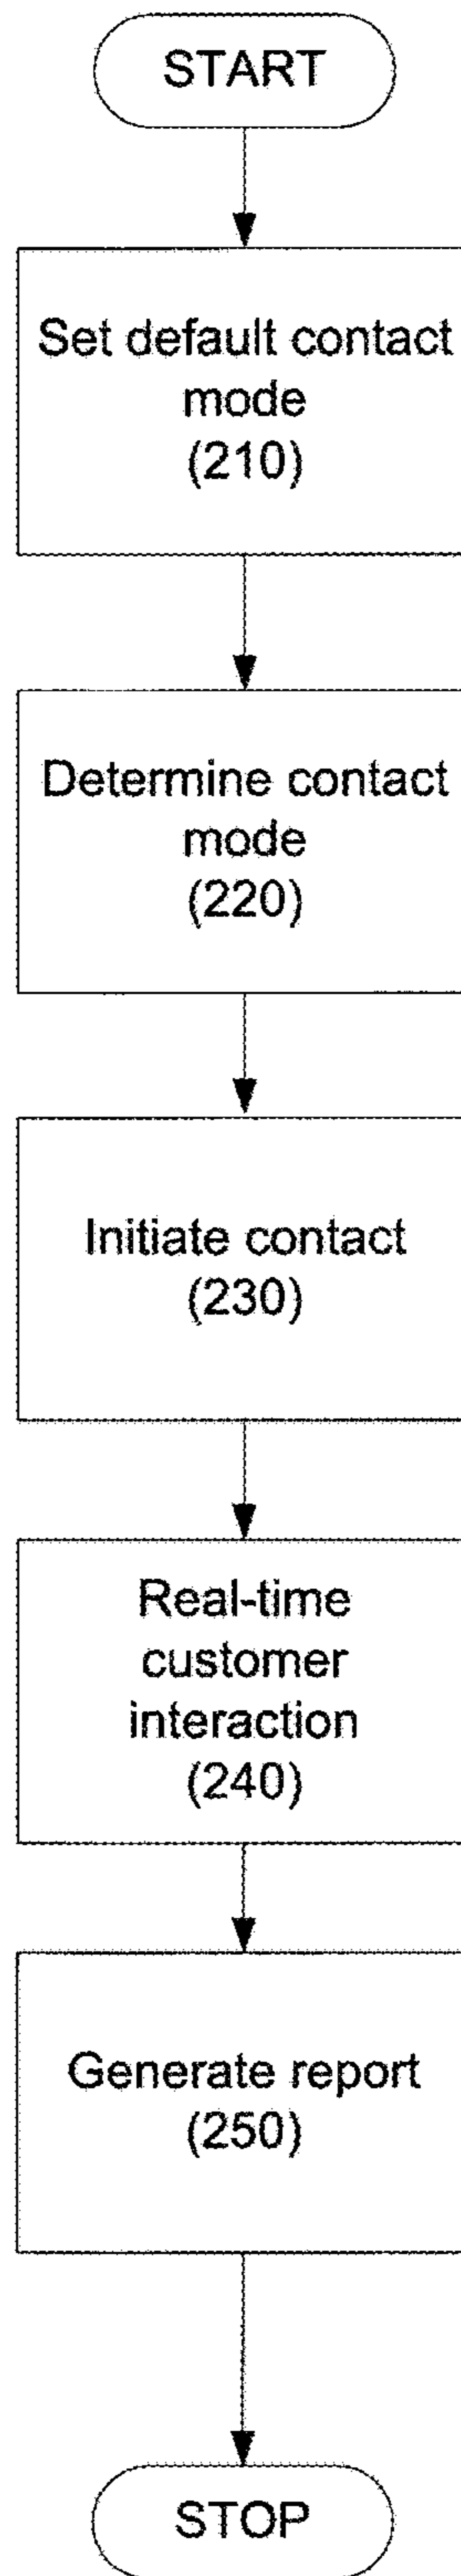 START
Set default contact
mode
(210)
Determine contact
mode
(220)
Initiate contact
(230)
Real-time
customer
interaction
(240)
Generate report
(250)
STOP